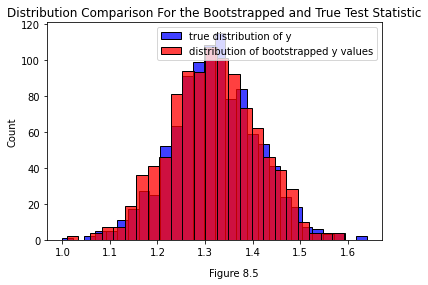 Distribution Comparison For the Bootstrapped and True Test Statistic
true distribution of y
distribution of bootstrapped y values
120
100
80
60
40
20
0
Count
1.0 1.1 1.2 1.3 1.4 1.5 1.6
Figure 8.5